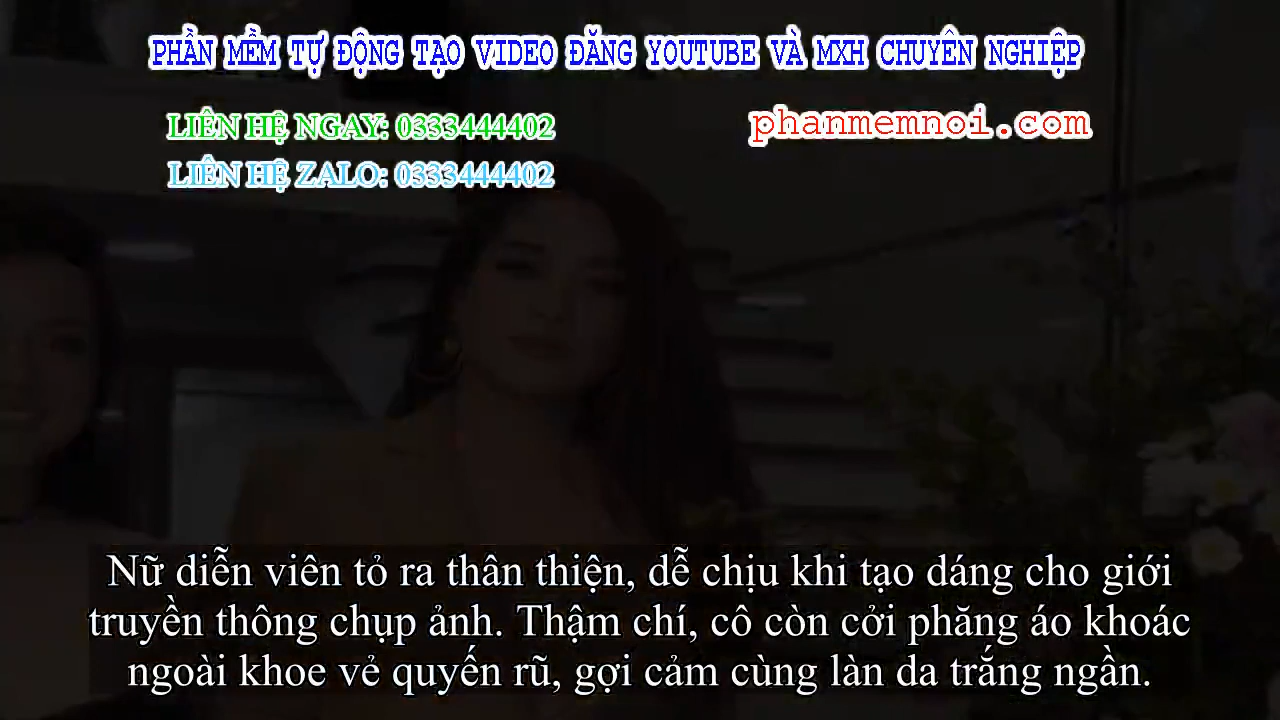 PHẦN MỀM TỰ ĐỘNG TẠO VIDEO ĐĂNG YOUTUBE VÀ MXH CHUYÊN NGHIỆP
LIÊN HỆ NGAY: 0333444402
phanmemnoi.com
LIÊN HỆ ZALO: 0333444402
Nữ diễn viên tỏ ra thân thiện, dễ chịu khi tạo dáng cho giới
truyền thông chụp ảnh. Thậm chí, cô còn cởi phăng áo khoác
ngoài khoe vẻ quyến rũ, gợi cảm cùng làn da trắng ngần.